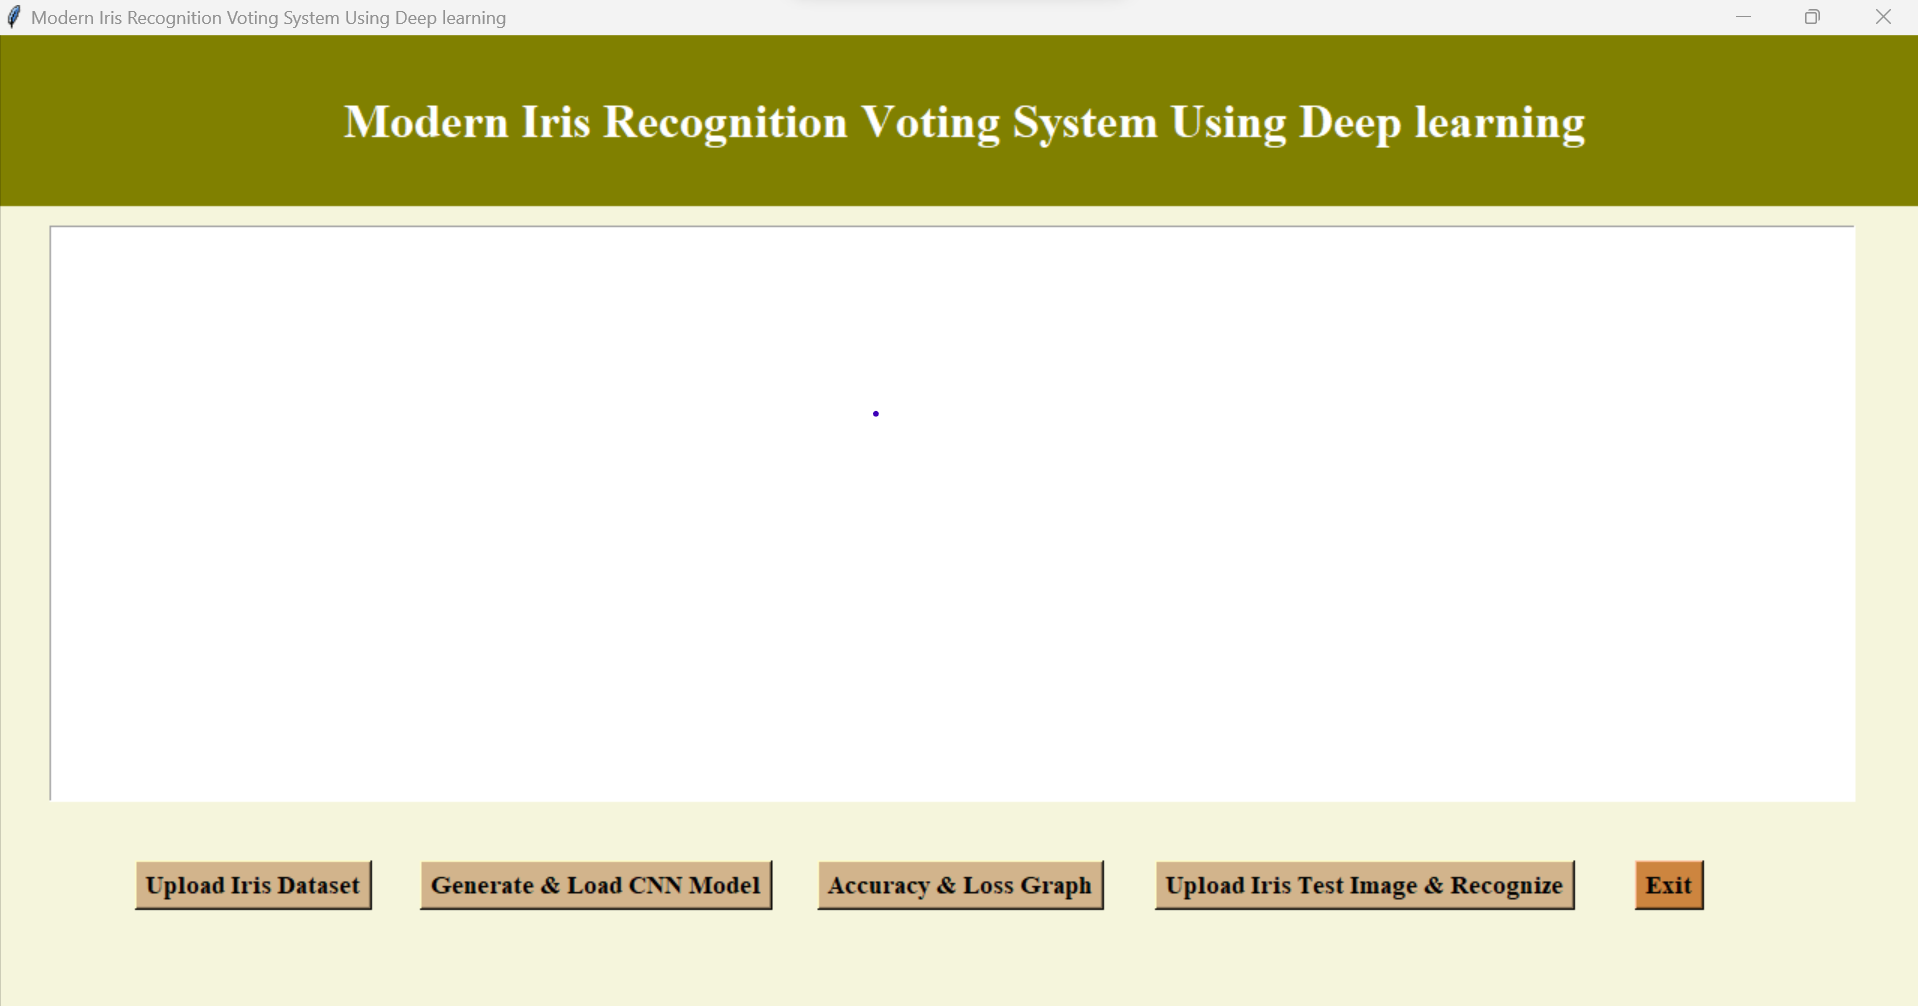 Modern Iris Recognition Voting System Using Deep learning
Modern Iris Recognition Voting System Using Deep learning
Upload Iris Dataset
Generate & Load CNN Model
Accuracy & Loss Graph
Upload Iris Test Image & Recognize
Exit